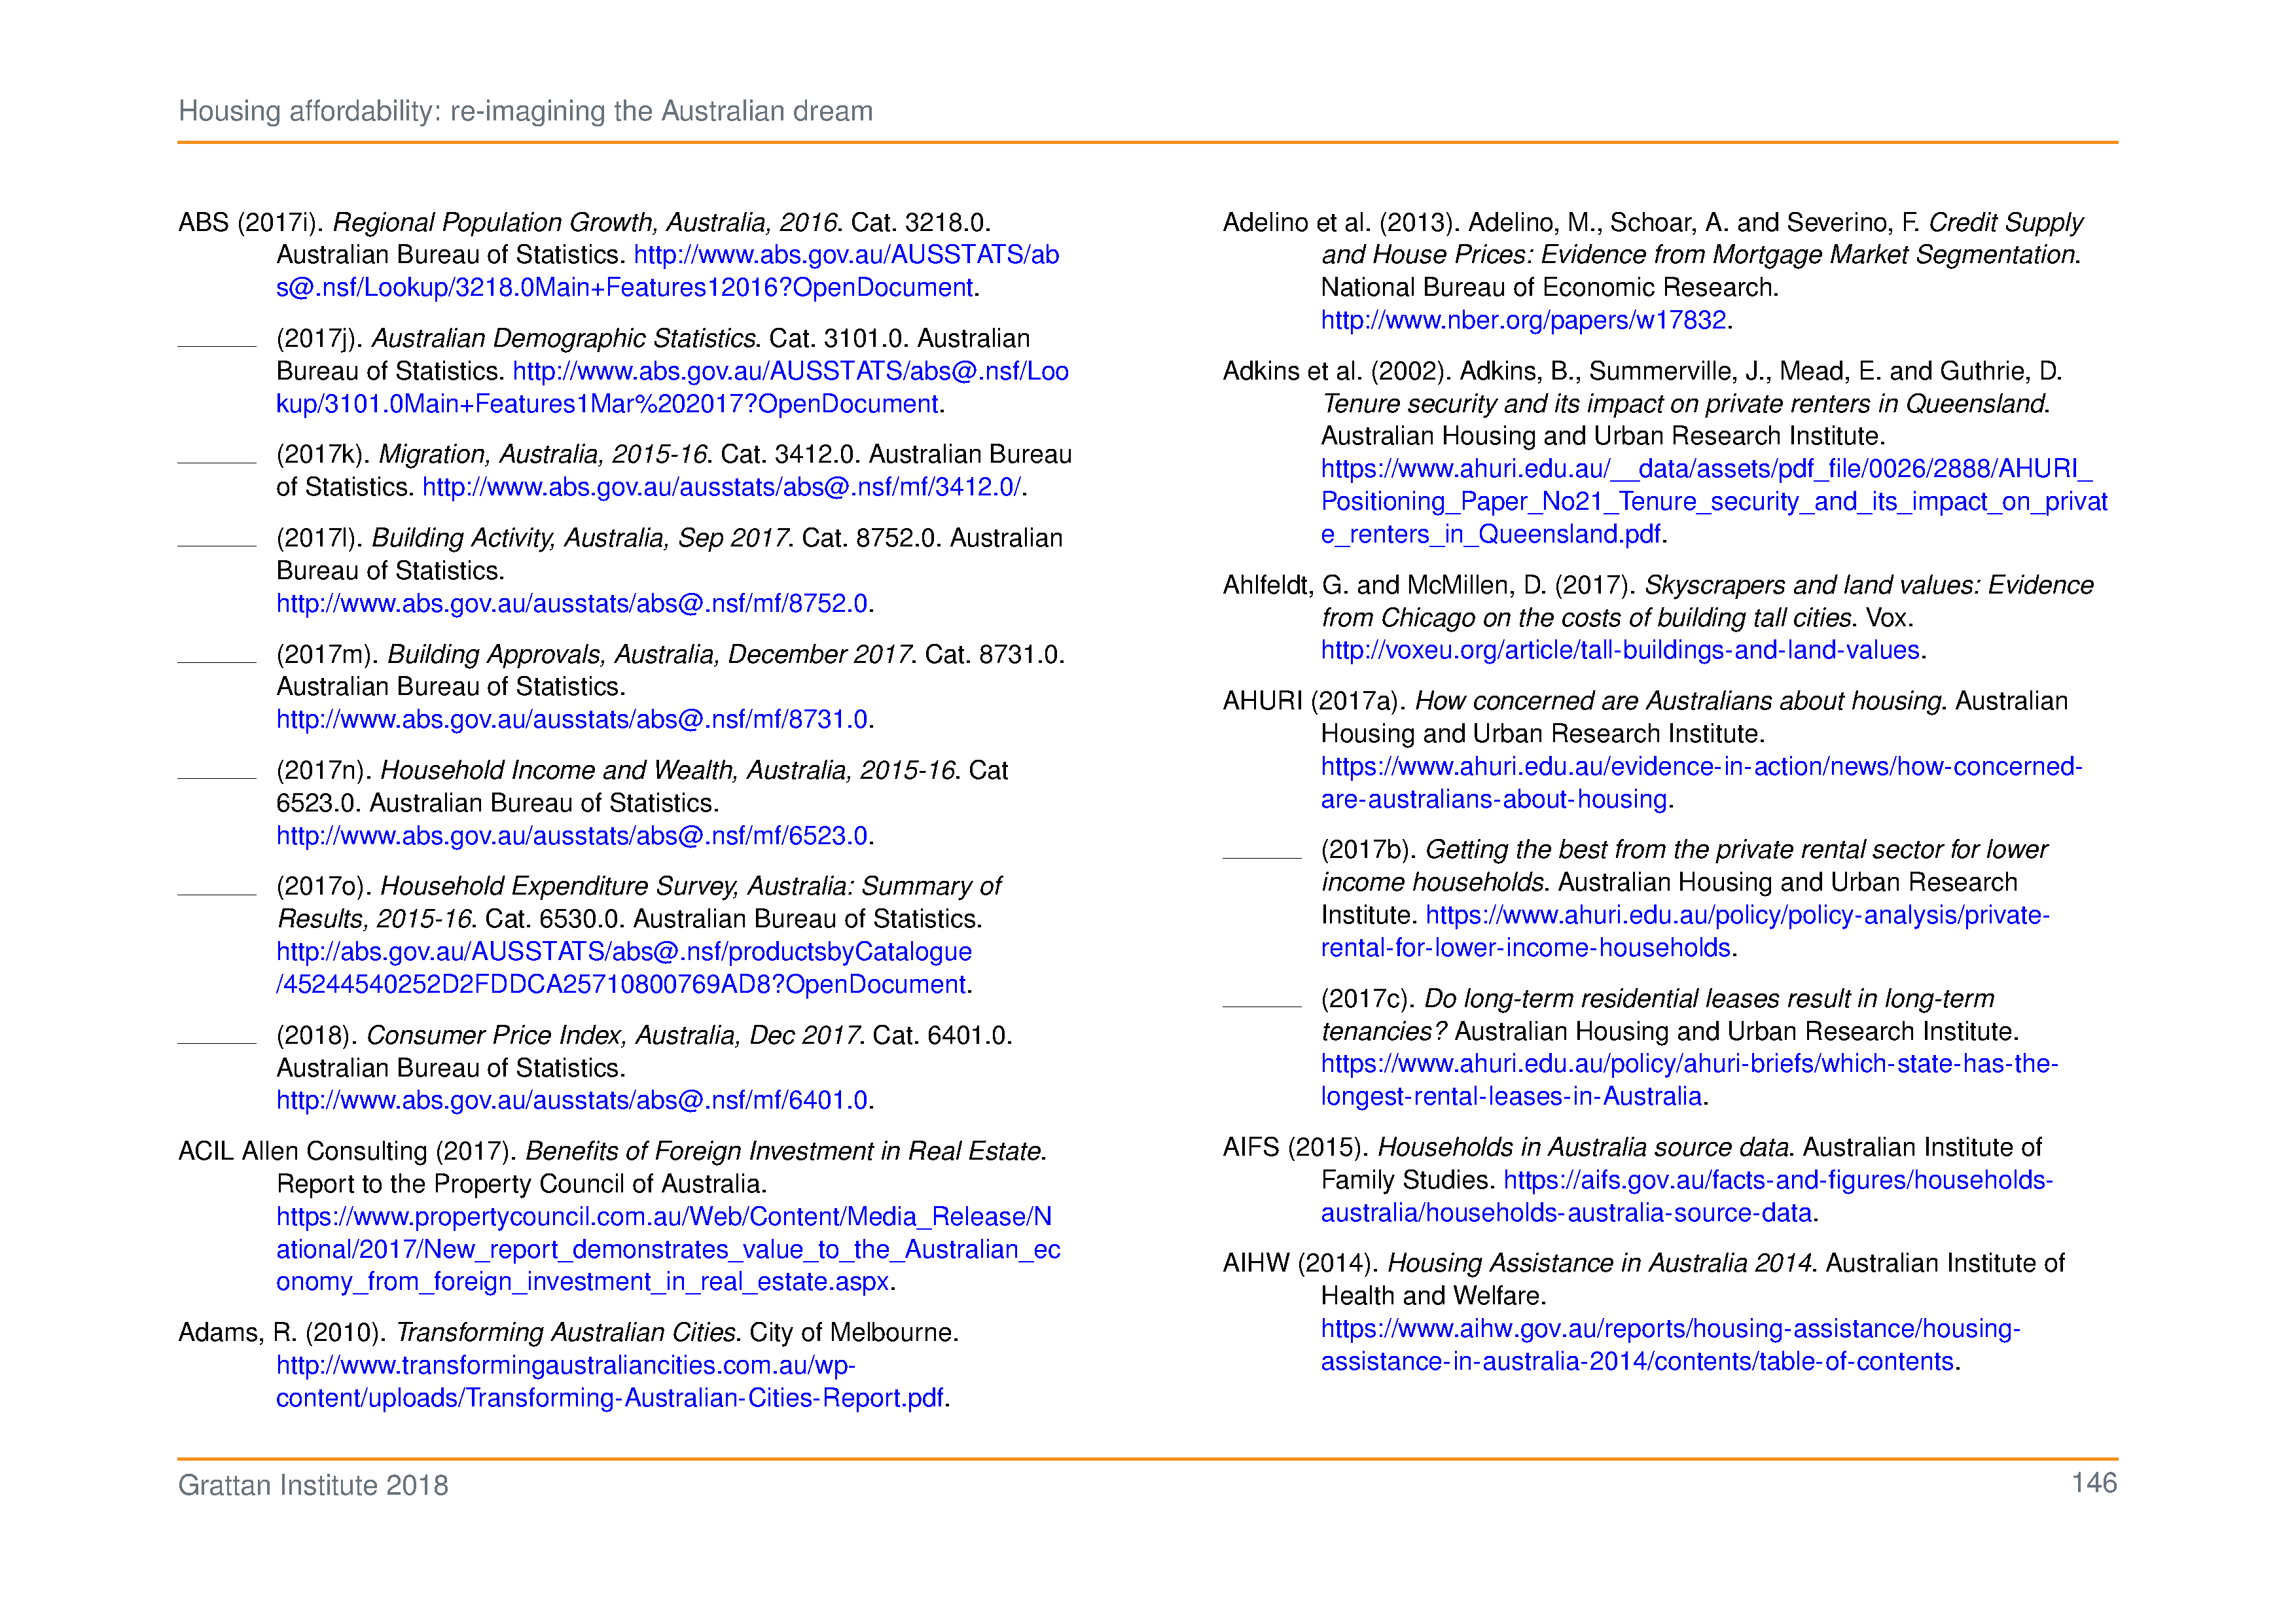 Housing affordability: re-imagining the Australian dream
ABS (2017i). Regional Population Growth, Australia, 2016. Cat. 3218.0.
Australian Bureau of Statistics. http://www.abs.gov.au/AUSSTATS/ab
s@.nsf/Lookup/3218.0Main+Features12016?OpenDocument.
(2017j). Australian Demographic Statistics. Cat. 3101.0. Australian
Bureau of Statistics. http://www.abs.gov.au/AUSSTATS/abs@.nsf/Loo
kup/3101.0Main+Features1Mar%202017?OpenDocument.
(2017k). Migration, Australia, 2015-16. Cat. 3412.0. Australian Bureau
of Statistics. http://www.abs.gov.au/ausstats/abs@.nsf/mf/3412.0/.
(2017l). Building Activity, Australia, Sep 2017. Cat. 8752.0. Australian
Bureau of Statistics.
http://www.abs.gov.au/ausstats/abs@.nsf/mf/8752.0.
(2017m). Building Approvals, Australia, December 2017. Cat. 8731.0.
Australian Bureau of Statistics.
http://www.abs.gov.au/ausstats/abs@.nsf/mf/8731.0.
(2017n). Household Income and Wealth, Australia, 2015-16. Cat
6523.0. Australian Bureau of Statistics.
http://www.abs.gov.au/ausstats/abs@.nsf/mf/6523.0.
(2017o). Household Expenditure Survey, Australia: Summary of
Results, 2015-16. Cat. 6530.0. Australian Bureau of Statistics.
http://abs.gov.au/AUSSTATS/abs@.nsf/productsbyCatalogue
/45244540252D2FDDCA25710800769AD8?OpenDocument.
(2018). Consumer Price Index, Australia, Dec 2017. Cat. 6401.0.
Australian Bureau of Statistics.
http://www.abs.gov.au/ausstats/abs@.nsf/mf/6401.0.
ACIL Allen Consulting (2017). Benefits of Foreign Investment in Real Estate.
Report to the Property Council of Australia.
https://www.propertycouncil.com.au/Web/Content/Media_Release/N
ational/2017/New_report_demonstrates_value_to_the_Australian_ec
onomy_from_foreign_investment_in_real_estate.aspx.
Adams, R. (2010). Transforming Australian Cities. City of Melbourne.
http://www.transformingaustraliancities.com.au/wp-
content/uploads/Transforming-Australian-Cities-Report.pdf.
Adelino et al. (2013). Adelino, M., Schoar, A. and Severino, F. Credit Supply
and House Prices: Evidence from Mortgage Market Segmentation.
National Bureau of Economic Research.
http://www.nber.org/papers/w17832.
Adkins et al. (2002). Adkins, B., Summerville, J., Mead, E. and Guthrie, D.
Tenure security and its impact on private renters in Queensland.
Australian Housing and Urban Research Institute.
https://www.ahuri.edu.au/__data/assets/pdf_file/0026/2888/AHURI_
Positioning_Paper_No21_Tenure_security_and_its_impact_on_privat
e_renters_in_Queensland.pdf.
Ahlfeldt, G. and McMillen, D. (2017). Skyscrapers and land values: Evidence
from Chicago on the costs of building tall cities. Vox.
http://voxeu.org/article/tall-buildings-and-land-values.
AHURI (2017a). How concerned are Australians about housing. Australian
Housing and Urban Research Institute.
https://www.ahuri.edu.au/evidence-in-action/news/how-concerned-
are-australians-about-housing.
(2017b). Getting the best from the private rental sector for lower
income households. Australian Housing and Urban Research
Institute. https://www.ahuri.edu.au/policy/policy-analysis/private-
rental-for-lower-income-households.
(2017c). Do long-term residential leases result in long-term
tenancies? Australian Housing and Urban Research Institute.
https://www.ahuri.edu.au/policy/ahuri-briefs/which-state-has-the-
longest-rental-leases-in-Australia.
AIFS (2015). Households in Australia source data. Australian Institute of
Family Studies. https://aifs.gov.au/facts-and-figures/households-
australia/households-australia-source-data.
AIHW (2014). Housing Assistance in Australia 2014. Australian Institute of
Health and Welfare.
https://www.aihw.gov.au/reports/housing-assistance/housing-
assistance-in-australia-2014/contents/table-of-contents.
Grattan Institute 2018
146